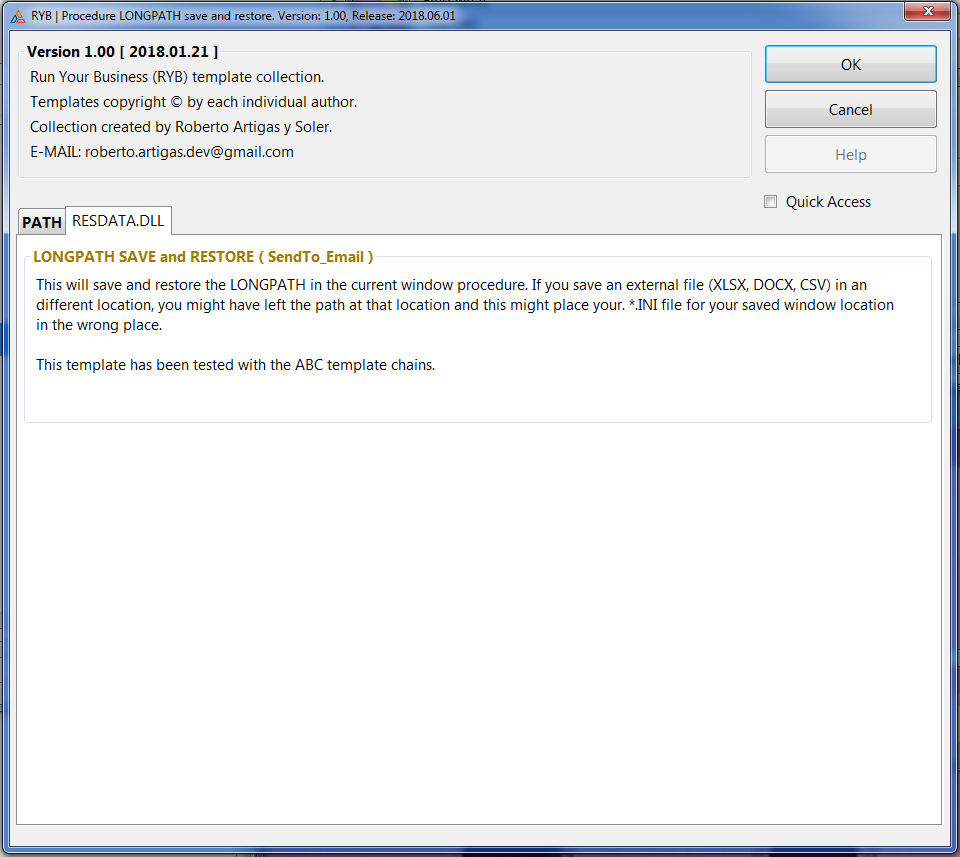 RYB | Procedure LONGPATH save and restore. Version: 1.00, Release: 2018.06.01
Version 1.00 [ 2018.01.21 ]
Run Your Business (RYB) template collection.
Templates copyright © by each individual author.
Collection created by Roberto Artigas y Soler.
E-MAIL: roberto.artigas.dev@gmail.com
OK
Cancel
Help
Quick Access
PATH
RESDATA.DLL
LONGPATH SAVE and RESTORE ( SendTo_Email )
This will save and restore the LONGPATH in the current window procedure. If you save an external file (XLSX, DOCX, CSV) in an
different location, you might have left the path at that location and this might place your. *.INI file for your saved window location
in the wrong place.
This template has been tested with the ABC template chains.